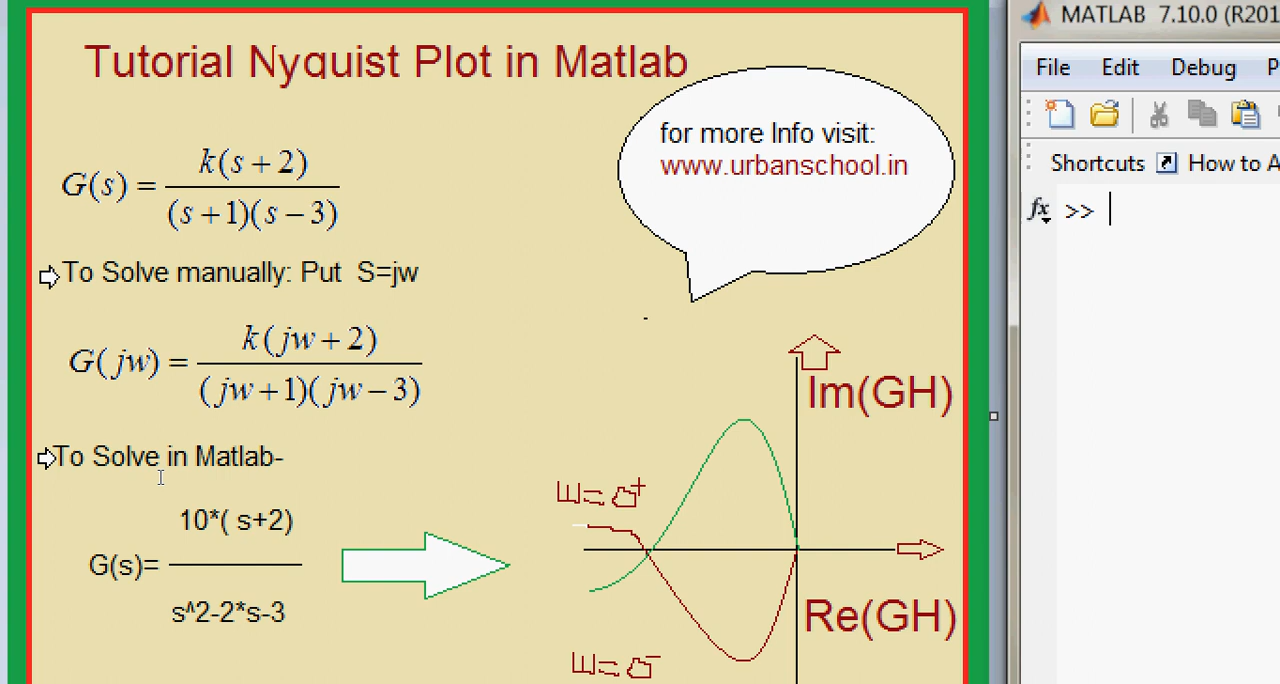 Tutorial Nyquist Plot in Matlab
for more Info visit:
www.urbanschool.in
G(s) = k(s + 2) / (s + 1)(s − 3)
To Solve manually: Put S=jw
G(jw) = k(jw + 2) / (jw + 1)(jw − 3)
To Solve in Matlab-
10*( s+2)
G(s)=
s^2-2*s-3
Im(GH)
Re(GH)
MATLAB 7.10.0 (R201
File Edit Debug P
Shortcuts How to A
fx >>